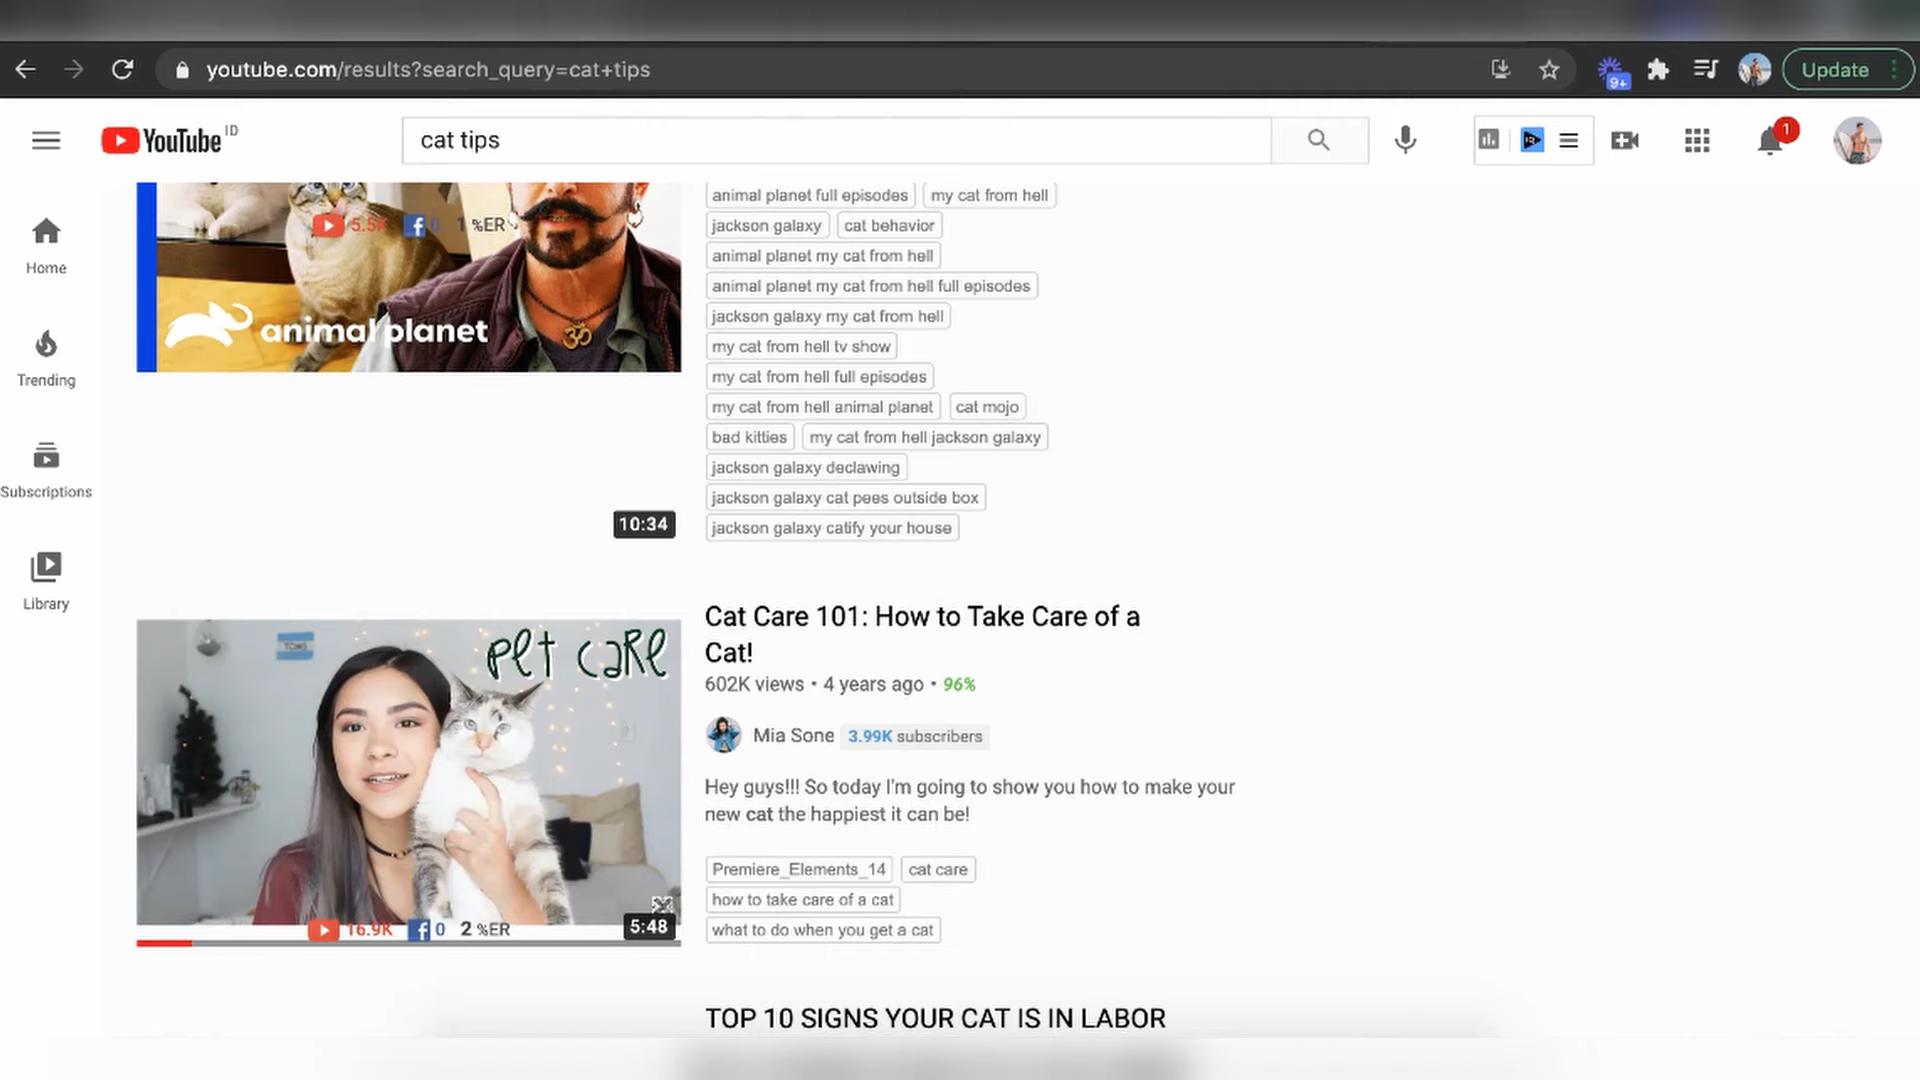 youtube.com/results?search_query=cat+tips
9+
Update
YouTube ID
cat tips
1
Home
Trending
Subscriptions
Library
5.5K 0 1 %ER
animal planet
10:34
animal planet full episodes my cat from hell
jackson galaxy cat behavior
animal planet my cat from hell
animal planet my cat from hell full episodes
jackson galaxy my cat from hell
my cat from hell tv show
my cat from hell full episodes
my cat from hell animal planet cat mojo
bad kitties my cat from hell jackson galaxy
jackson galaxy declawing
jackson galaxy cat pees outside box
jackson galaxy catify your house
TOMS
PET CARE
16.9K 0 2 %ER
5:48
Cat Care 101: How to Take Care of a
Cat!
602K views • 4 years ago • 96%
Mia Sone 3.99K subscribers
Hey guys!!! So today I'm going to show you how to make your
new cat the happiest it can be!
Premiere_Elements_14 cat care
how to take care of a cat
what to do when you get a cat
TOP 10 SIGNS YOUR CAT IS IN LABOR